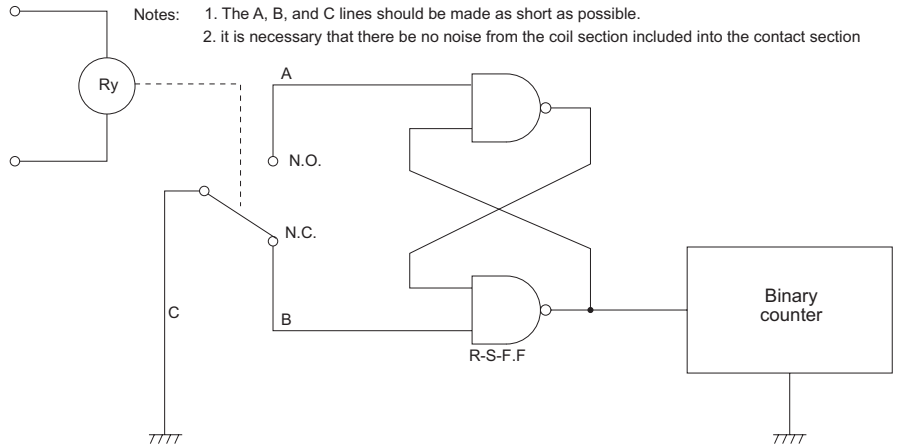 Notes: 1. The A, B, and C lines should be made as short as possible.
2. it is necessary that there be no noise from the coil section included into the contact section
Ry
A
N.O.
N.C.
C
B
R-S-F.F
Binary
counter